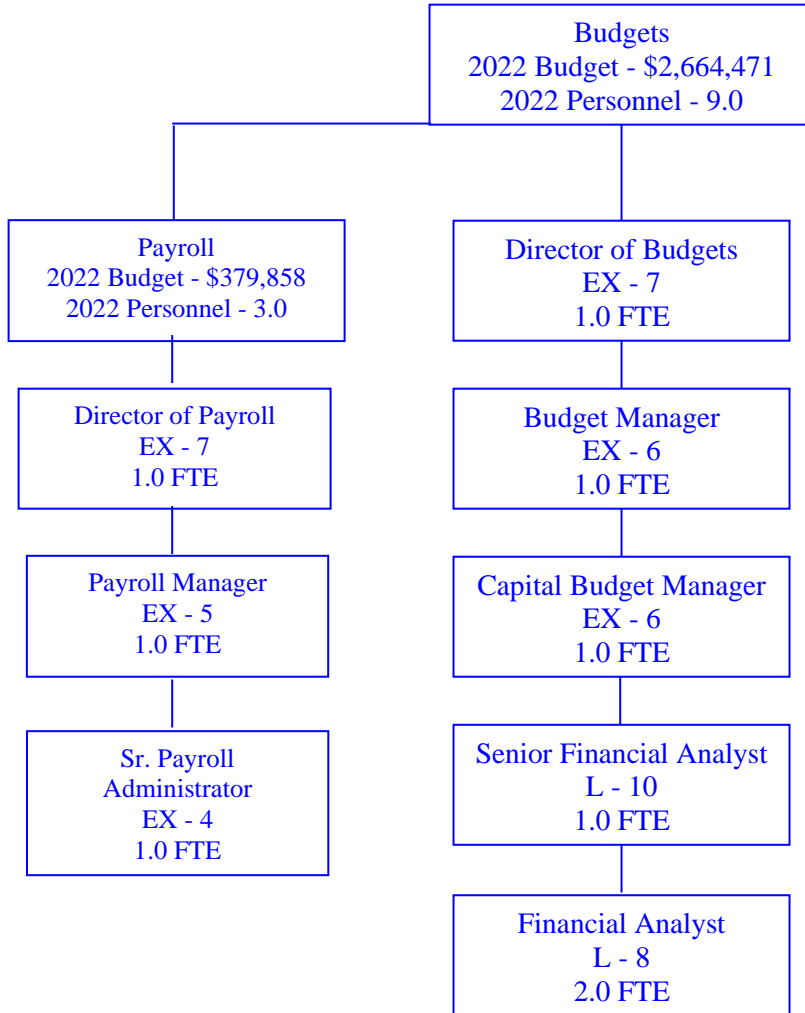 Budgets
2022 Budget - $2,664,471
2022 Personnel - 9.0
Payroll
2022 Budget - $379,858
2022 Personnel - 3.0
Director of Payroll
EX - 7
1.0 FTE
Payroll Manager
EX - 5
1.0 FTE
Sr. Payroll
Administrator
EX - 4
1.0 FTE
Director of Budgets
EX - 7
1.0 FTE
Budget Manager
EX - 6
1.0 FTE
Capital Budget Manager
EX - 6
1.0 FTE
Senior Financial Analyst
L - 10
1.0 FTE
Financial Analyst
L - 8
2.0 FTE